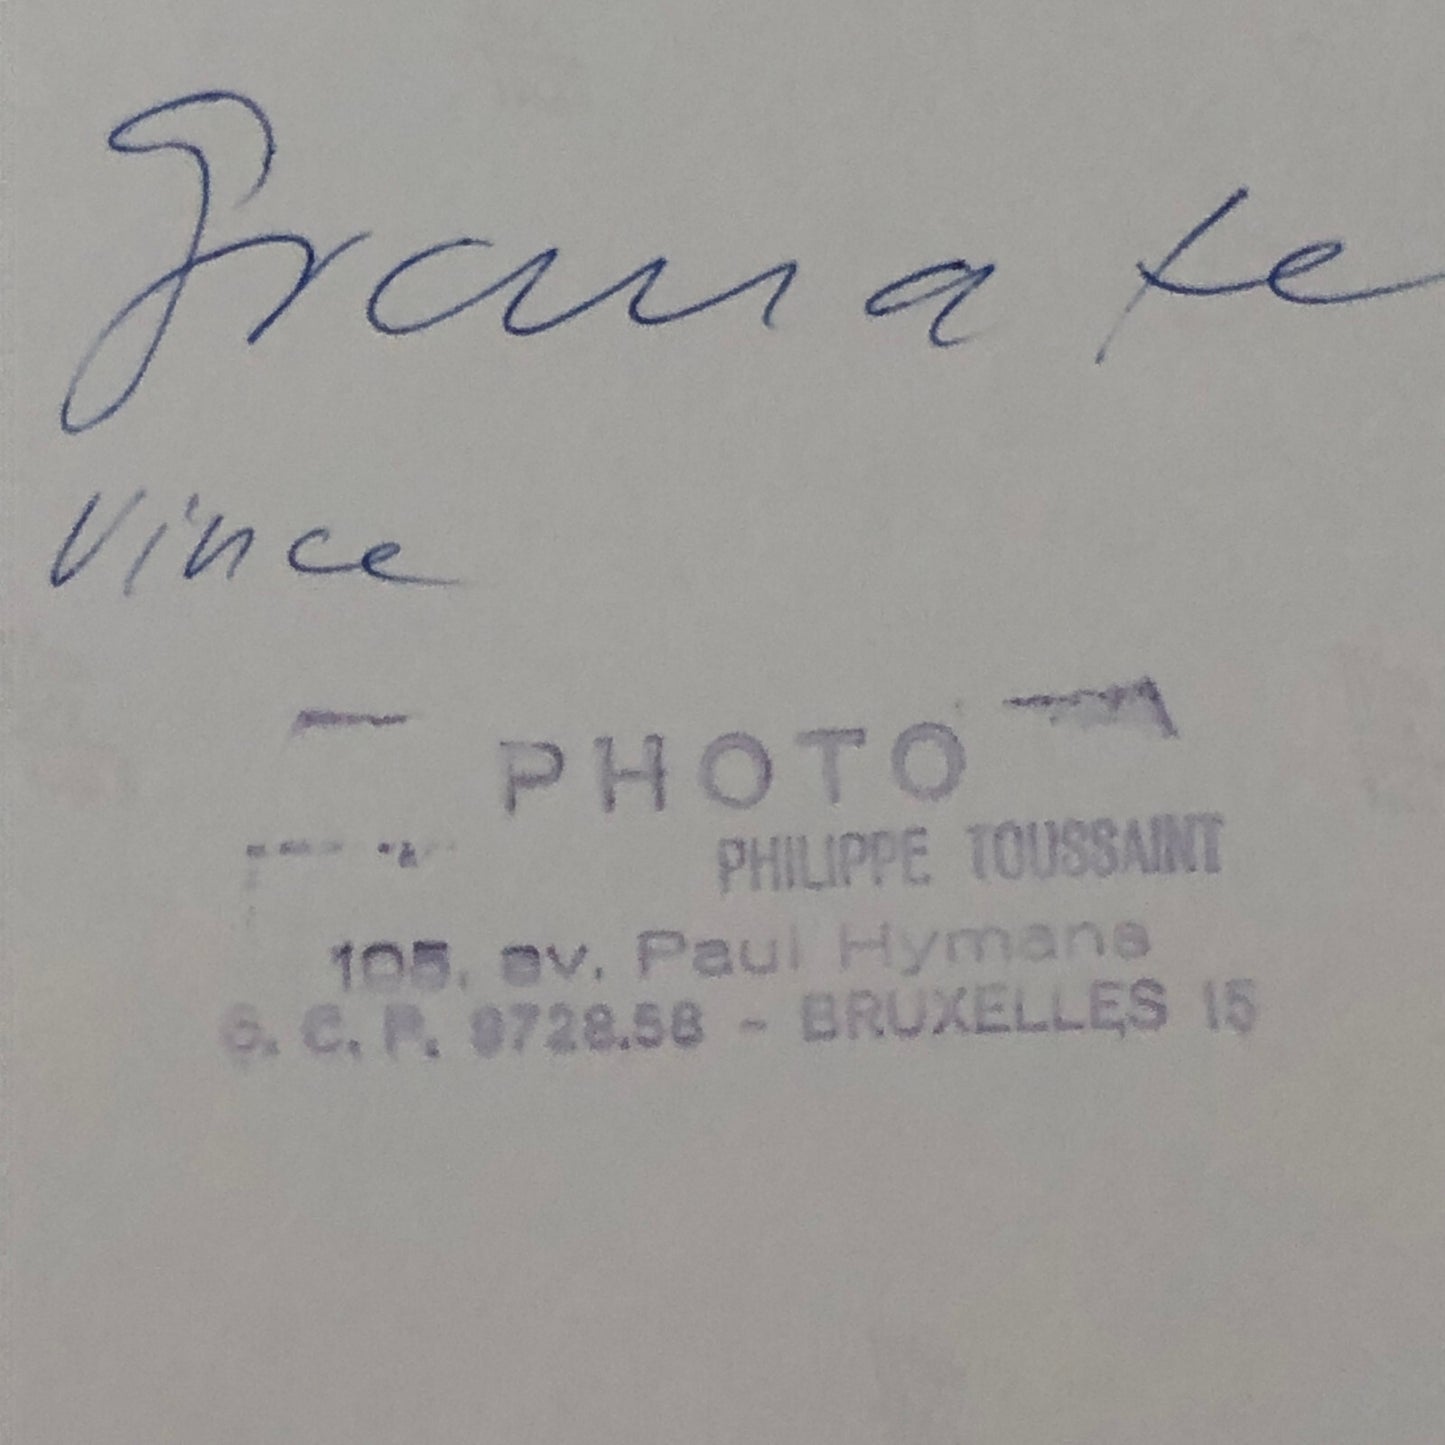 Vince
PHOTO
PHILIPPE TOUSSAINT
105, av. Paul Hymans
C. C. P. 9728.58 - BRUXELLES 15